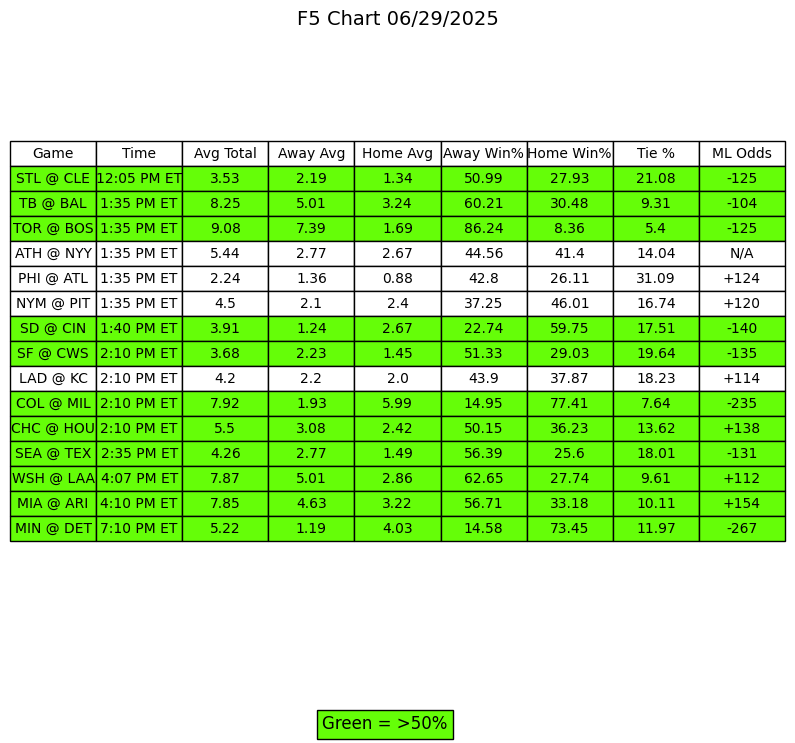 F5 Chart 06/29/2025
Game Time Avg Total Away Avg Home Avg Away Win% Home Win% Tie % ML Odds
STL @ CLE 12:05 PM ET 3.53 2.19 1.34 50.99 27.93 21.08 -125
TB @ BAL 1:35 PM ET 8.25 5.01 3.24 60.21 30.48 9.31 -104
TOR @ BOS 1:35 PM ET 9.08 7.39 1.69 86.24 8.36 5.4 -125
ATH @ NYY 1:35 PM ET 5.44 2.77 2.67 44.56 41.4 14.04 N/A
PHI @ ATL 1:35 PM ET 2.24 1.36 0.88 42.8 26.11 31.09 +124
NYM @ PIT 1:35 PM ET 4.5 2.1 2.4 37.25 46.01 16.74 +120
SD @ CIN 1:40 PM ET 3.91 1.24 2.67 22.74 59.75 17.51 -140
SF @ CWS 2:10 PM ET 3.68 2.23 1.45 51.33 29.03 19.64 -135
LAD @ KC 2:10 PM ET 4.2 2.2 2.0 43.9 37.87 18.23 +114
COL @ MIL 2:10 PM ET 7.92 1.93 5.99 14.95 77.41 7.64 -235
CHC @ HOU 2:10 PM ET 5.5 3.08 2.42 50.15 36.23 13.62 +138
SEA @ TEX 2:35 PM ET 4.26 2.77 1.49 56.39 25.6 18.01 -131
WSH @ LAA 4:07 PM ET 7.87 5.01 2.86 62.65 27.74 9.61 +112
MIA @ ARI 4:10 PM ET 7.85 4.63 3.22 56.71 33.18 10.11 +154
MIN @ DET 7:10 PM ET 5.22 1.19 4.03 14.58 73.45 11.97 -267
Green = >50%